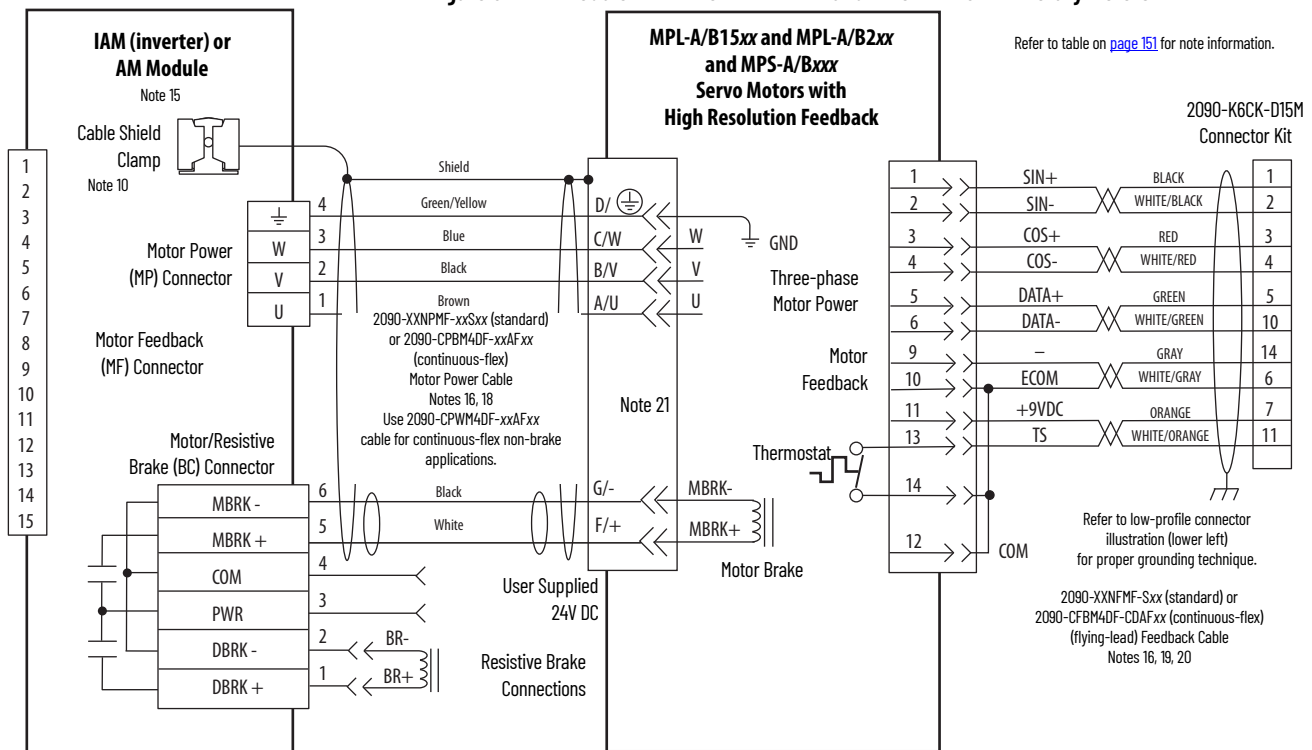 IAM (inverter) or
AM Module
Note 15
Cable Shield
Clamp
Note 10
1
2
3
4
5
6
7
8
9
10
11
12
13
14
15
Motor Power
(MP) Connector
W
V
U
4
3
2
1
Motor Feedback
(MF) Connector
Motor/Resistive
Brake (BC) Connector
MBRK -
MBRK +
COM
PWR
DBRK -
DBRK +
6
5
4
3
2
1
Shield
Green/Yellow
Blue
Black
Brown
2090-XXNPMF-xxSxx (standard)
or 2090-CPBM4DF-xxAFxx
(continuous-flex)
Motor Power Cable
Notes 16, 18
Use 2090-CPWM4DF-xxAFxx
cable for continuous-flex non-brake
applications.
Black
White
BR-
BR+
User Supplied
24V DC
Resistive Brake
Connections
MPL-A/B15xx and MPL-A/B2xx
and MPS-A/Bxxx
Servo Motors with
High Resolution Feedback
D/
C/W
B/V
A/U
W
V
U
GND
Three-phase
Motor Power
Note 21
G/-
F/+
MBRK-
MBRK+
Motor Brake
Motor
Feedback
Thermostat
1
2
3
4
5
6
9
10
11
13
14
12
COM
SIN+
SIN-
COS+
COS-
DATA+
DATA-
–
ECOM
+9VDC
TS
BLACK
WHITE/BLACK
RED
WHITE/RED
GREEN
WHITE/GREEN
GRAY
WHITE/GRAY
ORANGE
WHITE/ORANGE
Refer to table on page 151 for note information.
2090-K6CK-D15M
Connector Kit
1
2
3
4
5
10
14
6
7
11
Refer to low-profile connector
illustration (lower left)
for proper grounding technique.
2090-XXNFMF-Sxx (standard) or
2090-CFBM4DF-CDAFxx (continuous-flex)
(flying-lead) Feedback Cable
Notes 16, 19, 20